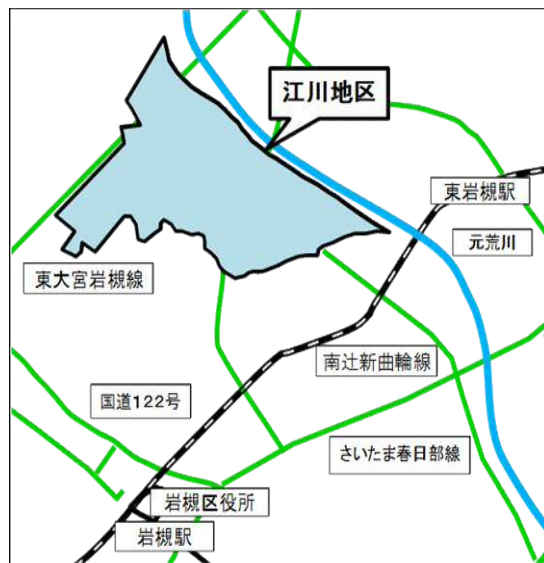 江川地区
東岩槻駅
元荒川
東大宮岩槻線
南辻新曲輪線
国道122号
さいたま春日部線
岩槻区役所
岩槻駅